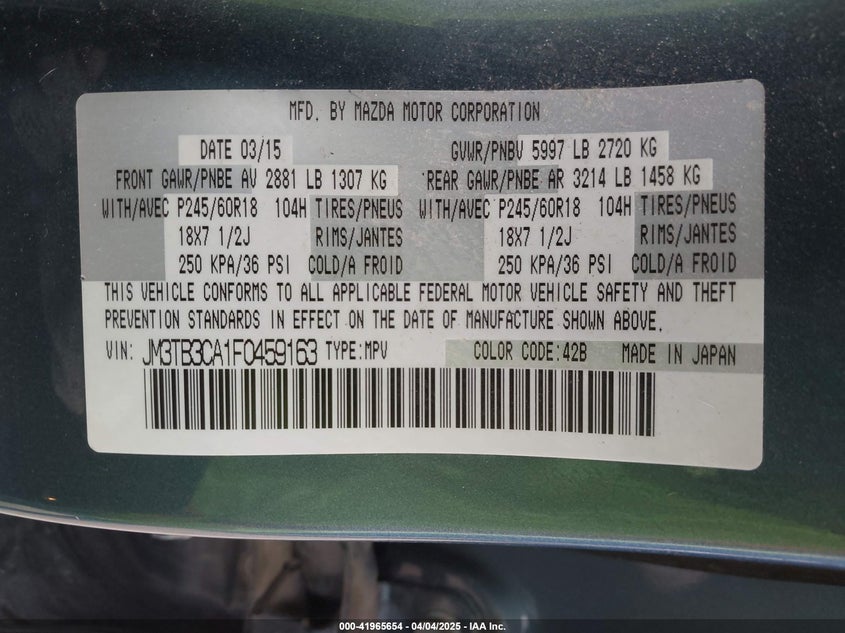 MFD. BY MAZDA MOTOR CORPORATION
DATE 03/15 GVWR/PNBV 5997 LB 2720 KG
FRONT GAWR/PNBE AV 2881 LB 1307 KG REAR GAWR/PNBE AR 3214 LB 1458 KG
WITH/AVEC P245/60R18 104H TIRES/PNEUS WITH/AVEC P245/60R18 104H TIRES/PNEUS
18X7 1/2J RIMS/JANTES 18X7 1/2J RIMS/JANTES
250 KPA/36 PSI COLD/A FROID 250 KPA/36 PSI COLD/A FROID
THIS VEHICLE CONFORMS TO ALL APPLICABLE FEDERAL MOTOR VEHICLE SAFETY AND THEFT
PREVENTION STANDARDS IN EFFECT ON THE DATE OF MANUFACTURE SHOWN ABOVE.
VIN: JM3TB3CA1F0459163 TYPE:MPV COLOR CODE:42B MADE IN JAPAN
000-41965654 - 04/04/2025 - IAA Inc.